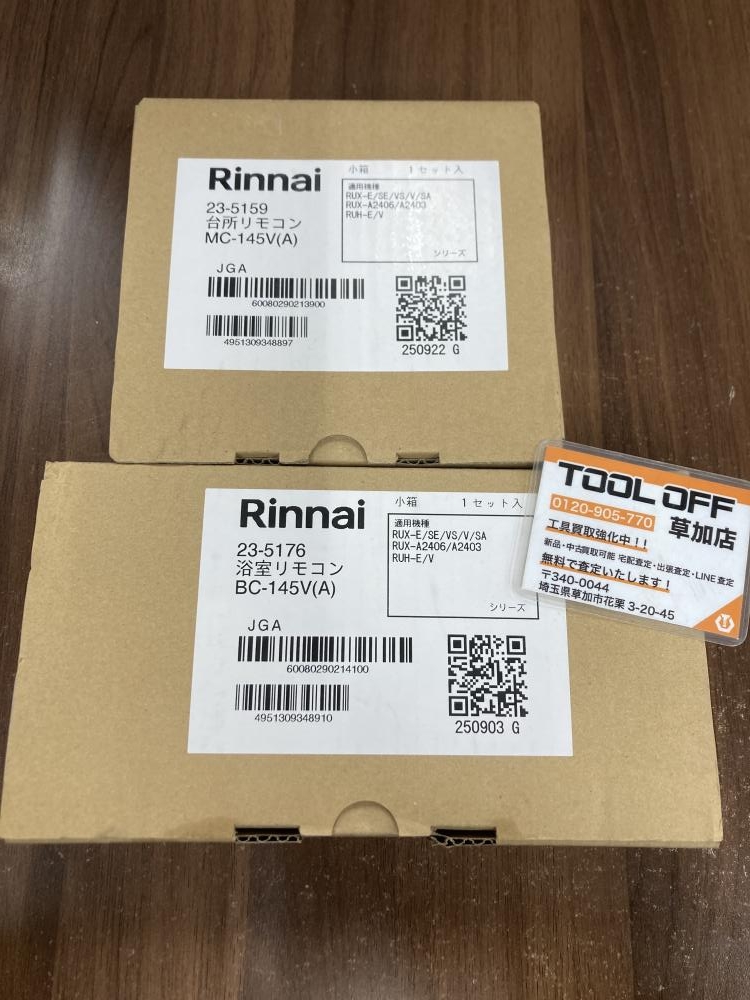 Rinnai
小箱 1セット入
23-5159
台所リモコン
MC-145V(A)
適用機種
RUX-E/SE/VS/V/SA
RUX-A2406/A2403
RUH-E/V
シリーズ
JGA
60080290213900
4951309348897
250922 G
Rinnai
小箱 1セット入
23-5176
浴室リモコン
BC-145V(A)
適用機種
RUX-E/SE/VS/V/SA
RUX-A2406/A2403
RUH-E/V
シリーズ
JGA
60080290214100
4951309348910
250903 G
TOOL OFF
0120-905-770 草加店
工具買取強化中!!
新品・中古買取可能 宅配査定・出張査定・LINE査定
無料で査定いたします!
〒340-0044
埼玉県草加市花栗 3-20-45